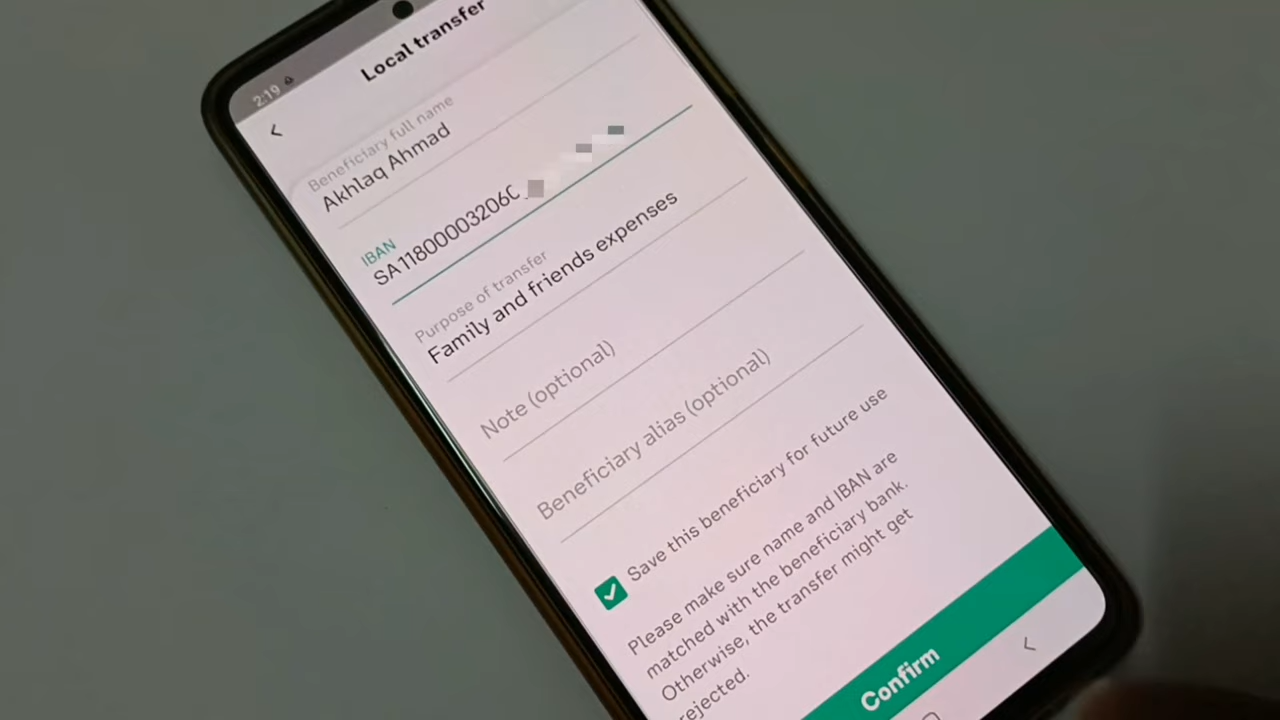 2:19
Local transfer
Beneficiary full name
Akhlaq Ahmad
IBAN
SA11800003206
Purpose of transfer
Family and friends expenses
Note (optional)
Beneficiary alias (optional)
Save this beneficiary for future use
Please make sure name and IBAN are
matched with the beneficiary bank.
Otherwise, the transfer might get
rejected.
Confirm